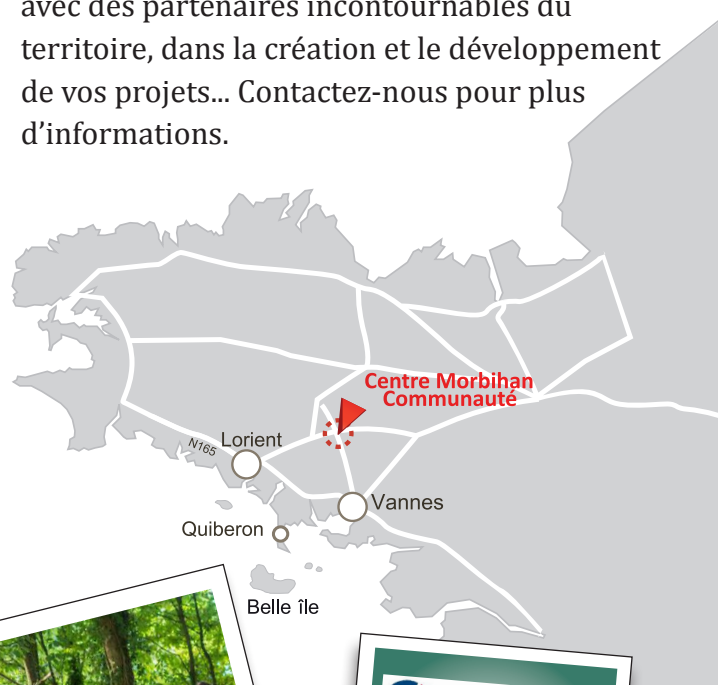 avec des partenaires incontournables du
territoire, dans la création et le développement
de vos projets... Contactez-nous pour plus
d’informations.
Centre Morbihan
Communauté
N165
Lorient
Vannes
Quiberon
Belle île